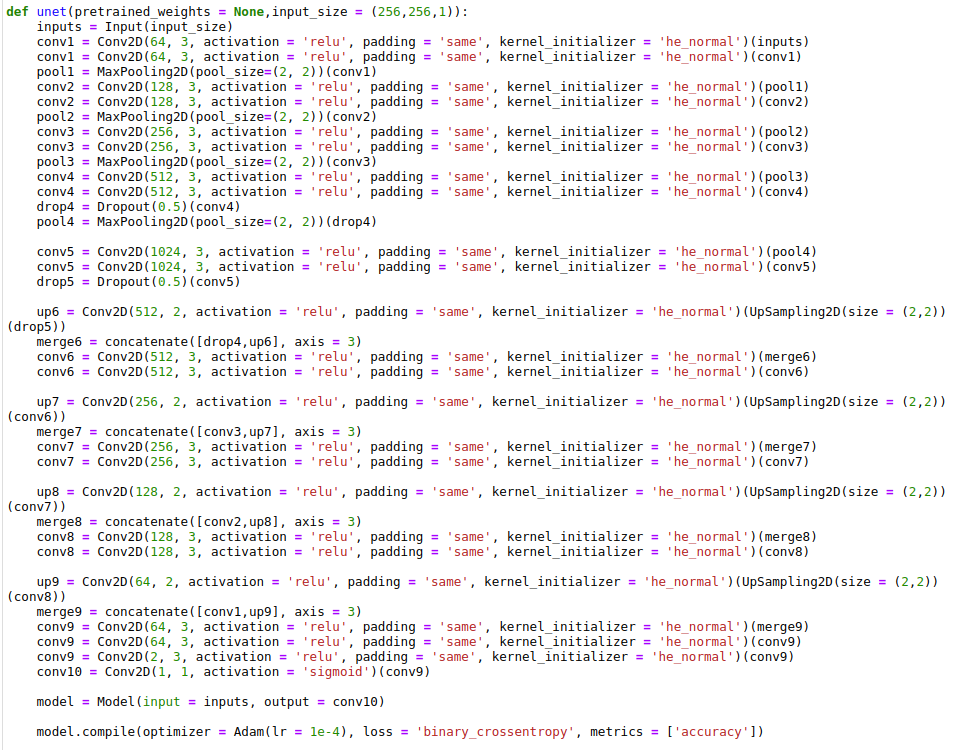 def unet(pretrained_weights = None,input_size = (256,256,1)):
    inputs = Input(input_size)
    conv1 = Conv2D(64, 3, activation = 'relu', padding = 'same', kernel_initializer = 'he_normal')(inputs)
    conv1 = Conv2D(64, 3, activation = 'relu', padding = 'same', kernel_initializer = 'he_normal')(conv1)
    pool1 = MaxPooling2D(pool_size=(2, 2))(conv1)
    conv2 = Conv2D(128, 3, activation = 'relu', padding = 'same', kernel_initializer = 'he_normal')(pool1)
    conv2 = Conv2D(128, 3, activation = 'relu', padding = 'same', kernel_initializer = 'he_normal')(conv2)
    pool2 = MaxPooling2D(pool_size=(2, 2))(conv2)
    conv3 = Conv2D(256, 3, activation = 'relu', padding = 'same', kernel_initializer = 'he_normal')(pool2)
    conv3 = Conv2D(256, 3, activation = 'relu', padding = 'same', kernel_initializer = 'he_normal')(conv3)
    pool3 = MaxPooling2D(pool_size=(2, 2))(conv3)
    conv4 = Conv2D(512, 3, activation = 'relu', padding = 'same', kernel_initializer = 'he_normal')(pool3)
    conv4 = Conv2D(512, 3, activation = 'relu', padding = 'same', kernel_initializer = 'he_normal')(conv4)
    drop4 = Dropout(0.5)(conv4)
    pool4 = MaxPooling2D(pool_size=(2, 2))(drop4)

    conv5 = Conv2D(1024, 3, activation = 'relu', padding = 'same', kernel_initializer = 'he_normal')(pool4)
    conv5 = Conv2D(1024, 3, activation = 'relu', padding = 'same', kernel_initializer = 'he_normal')(conv5)
    drop5 = Dropout(0.5)(conv5)

    up6 = Conv2D(512, 2, activation = 'relu', padding = 'same', kernel_initializer = 'he_normal')(UpSampling2D(size = (2,2))
(drop5))
    merge6 = concatenate([drop4,up6], axis = 3)
    conv6 = Conv2D(512, 3, activation = 'relu', padding = 'same', kernel_initializer = 'he_normal')(merge6)
    conv6 = Conv2D(512, 3, activation = 'relu', padding = 'same', kernel_initializer = 'he_normal')(conv6)

    up7 = Conv2D(256, 2, activation = 'relu', padding = 'same', kernel_initializer = 'he_normal')(UpSampling2D(size = (2,2))
(conv6))
    merge7 = concatenate([conv3,up7], axis = 3)
    conv7 = Conv2D(256, 3, activation = 'relu', padding = 'same', kernel_initializer = 'he_normal')(merge7)
    conv7 = Conv2D(256, 3, activation = 'relu', padding = 'same', kernel_initializer = 'he_normal')(conv7)

    up8 = Conv2D(128, 2, activation = 'relu', padding = 'same', kernel_initializer = 'he_normal')(UpSampling2D(size = (2,2))
(conv7))
    merge8 = concatenate([conv2,up8], axis = 3)
    conv8 = Conv2D(128, 3, activation = 'relu', padding = 'same', kernel_initializer = 'he_normal')(merge8)
    conv8 = Conv2D(128, 3, activation = 'relu', padding = 'same', kernel_initializer = 'he_normal')(conv8)

    up9 = Conv2D(64, 2, activation = 'relu', padding = 'same', kernel_initializer = 'he_normal')(UpSampling2D(size = (2,2))
(conv8))
    merge9 = concatenate([conv1,up9], axis = 3)
    conv9 = Conv2D(64, 3, activation = 'relu', padding = 'same', kernel_initializer = 'he_normal')(merge9)
    conv9 = Conv2D(64, 3, activation = 'relu', padding = 'same', kernel_initializer = 'he_normal')(conv9)
    conv9 = Conv2D(2, 3, activation = 'relu', padding = 'same', kernel_initializer = 'he_normal')(conv9)
    conv10 = Conv2D(1, 1, activation = 'sigmoid')(conv9)

    model = Model(input = inputs, output = conv10)

    model.compile(optimizer = Adam(lr = 1e-4), loss = 'binary_crossentropy', metrics = ['accuracy'])